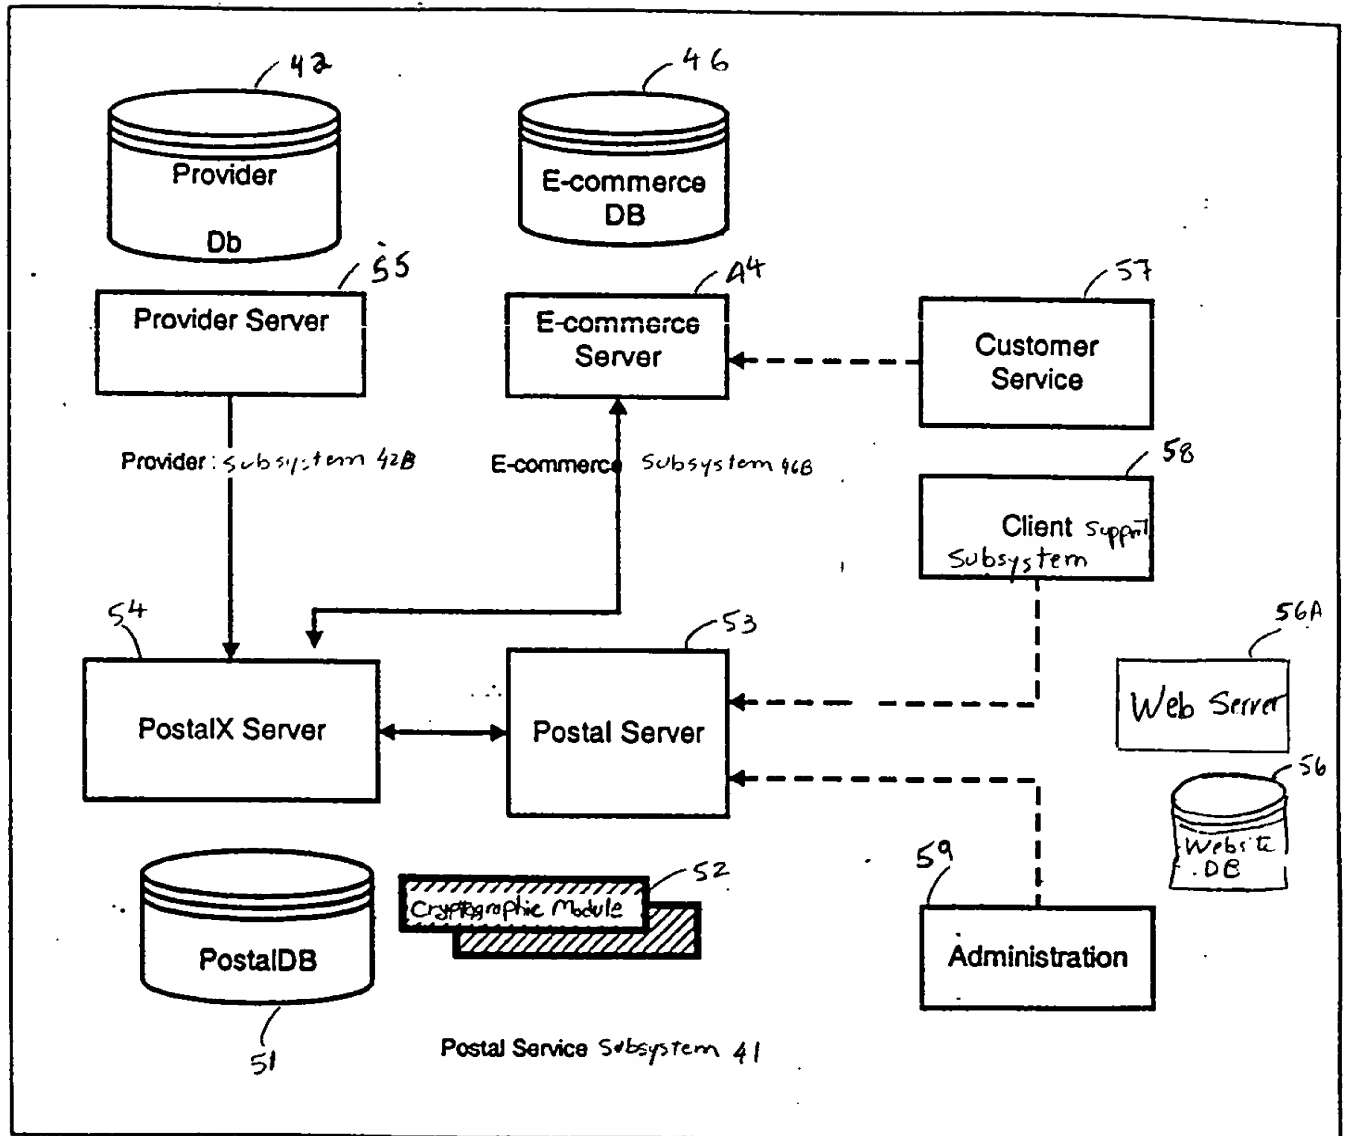 42
Provider
Db
46
E-commerce
DB
55
Provider Server
A4
E-commerce
Server
57
Customer
Service
Provider: Subsystem 42B
E-commerce Subsystem 46B
58
Client Support
Subsystem
54
PostalX Server
53
Postal Server
56A
Web Server
56
Website
DB
51
PostalDB
52
Cryptographic Module
59
Administration
Postal Service Subsystem 41